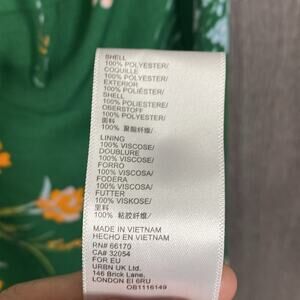 SHELL
100% POLYESTER/
COQUILLE
100% POLYESTER/
EXTERIOR
100% POLIÉSTER/
SHELL
100% POLIESTERE/
OBERSTOFF
100% POLYESTER/
面料
100% 聚酯纤维/
LINING
100% VISCOSE/
DOUBLURE
100% VISCOSE/
FORRO
100% VISCOSA/
FODERA
100% VISCOSA/
FUTTER
100% VISKOSE/
里料
100% 粘胶纤维/
MADE IN VIETNAM
HECHO EN VIETNAM
RN# 66170
CA# 32054
FOR EU
URBN UK Ltd.
146 Brick Lane,
LONDON EI 6RU
OB1116149